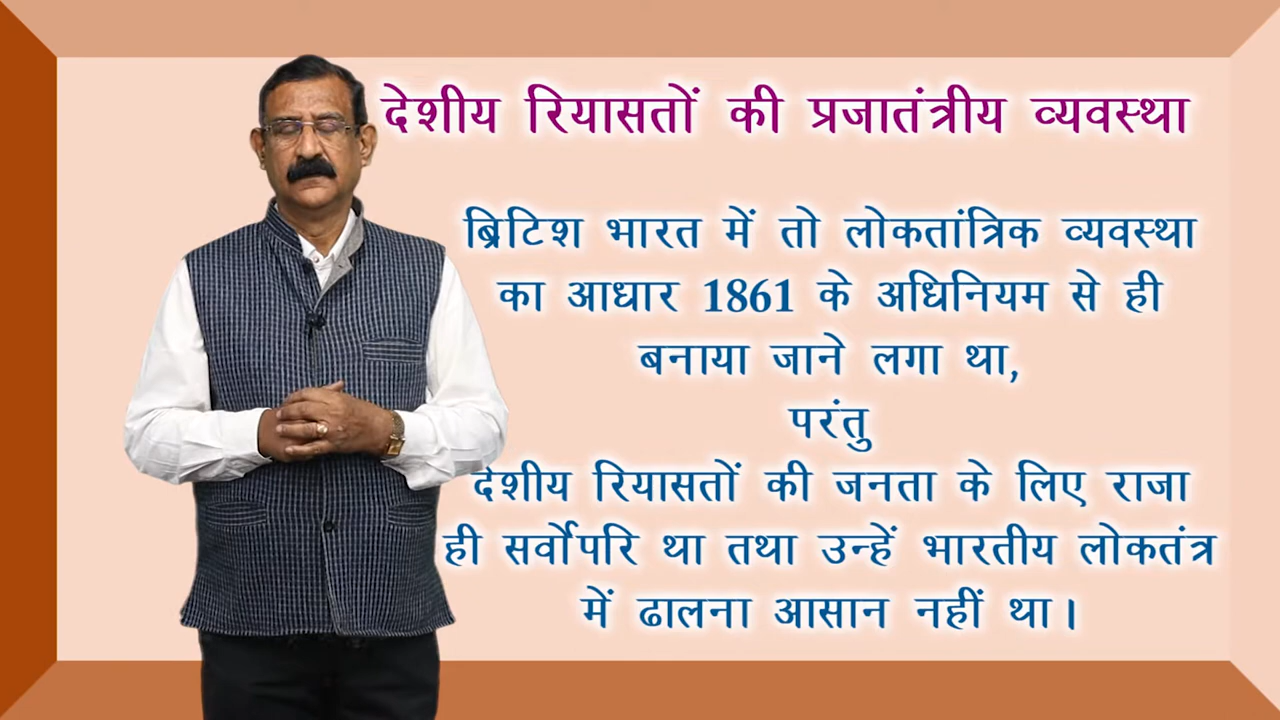 देशीय रियासतों की प्रजातंत्रीय व्यवस्था
ब्रिटिश भारत में तो लोकतांत्रिक व्यवस्था
का आधार 1861 के अधिनियम से ही
बनाया जाने लगा था,
परंतु
देशीय रियासतों की जनता के लिए राजा
ही सर्वोपरि था तथा उन्हें भारतीय लोकतंत्र
में ढालना आसान नहीं था।